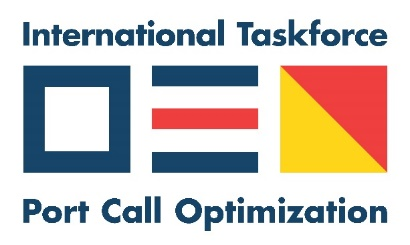 International Taskforce
Port Call Optimization